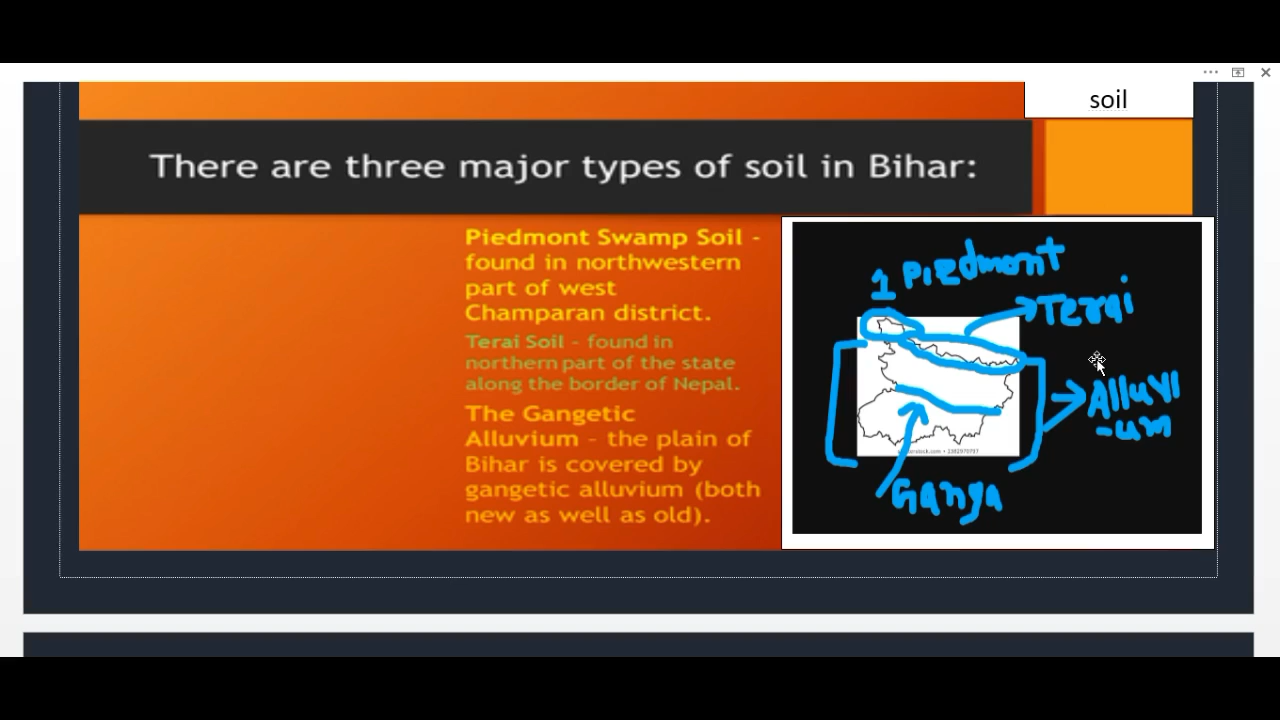 soil
There are three major types of soil in Bihar:
Piedmont Swamp Soil -
found in northwestern
part of west
Champaran district.
Terai Soil - found in
northern part of the state
along the border of Nepal.
The Gangetic
Alluvium - the plain of
Bihar is covered by
gangetic alluvium (both
new as well as old).
1 Piedmont
Terai
Alluvi
-um
Ganga